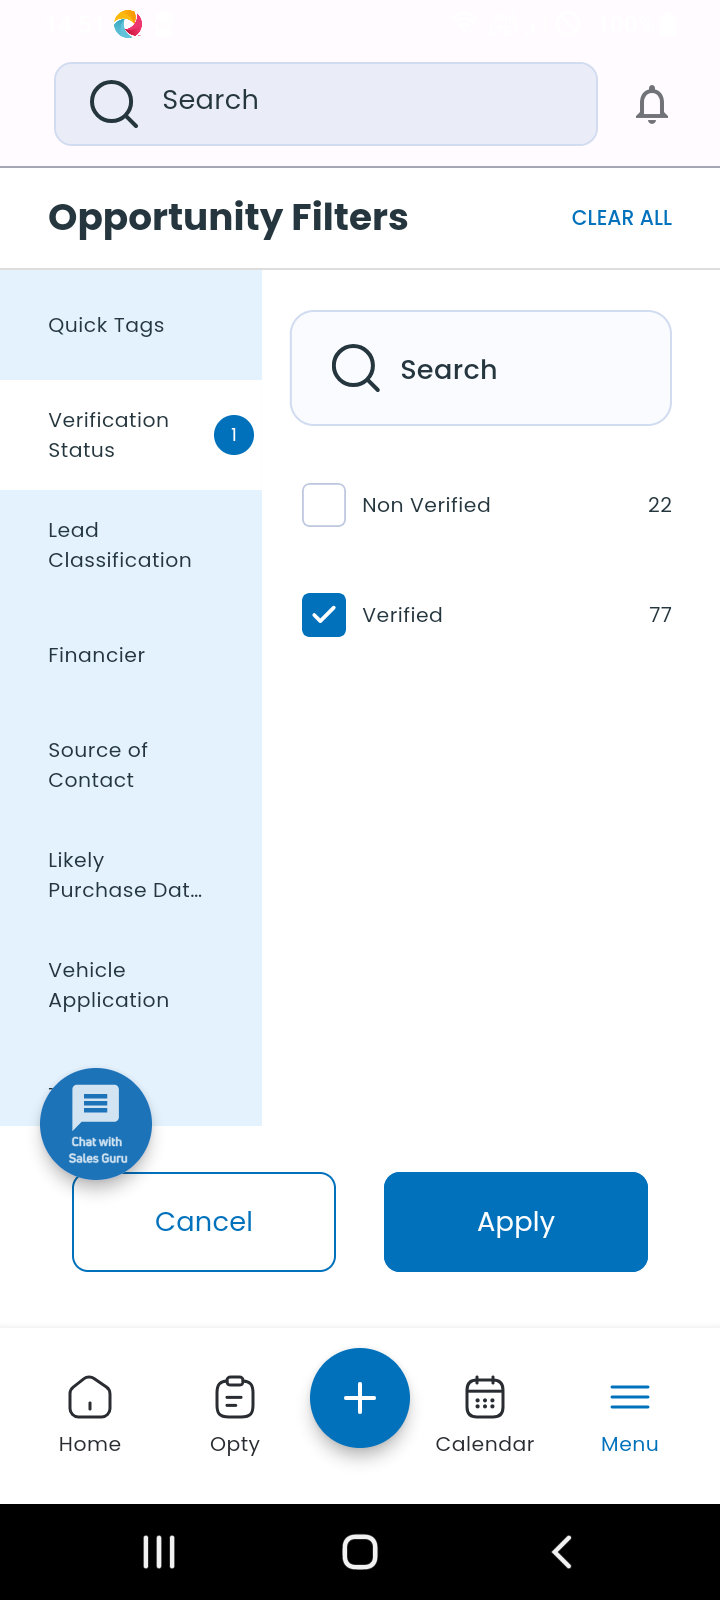 Search
Opportunity Filters
CLEAR ALL
Quick Tags
Verification
Status
1
Lead
Classification
Financier
Source of
Contact
Likely
Purchase Dat...
Vehicle
Application
Search
Non Verified 22
Verified 77
Chat with
Sales Guru
Cancel
Apply
Home
Opty
Calendar
Menu